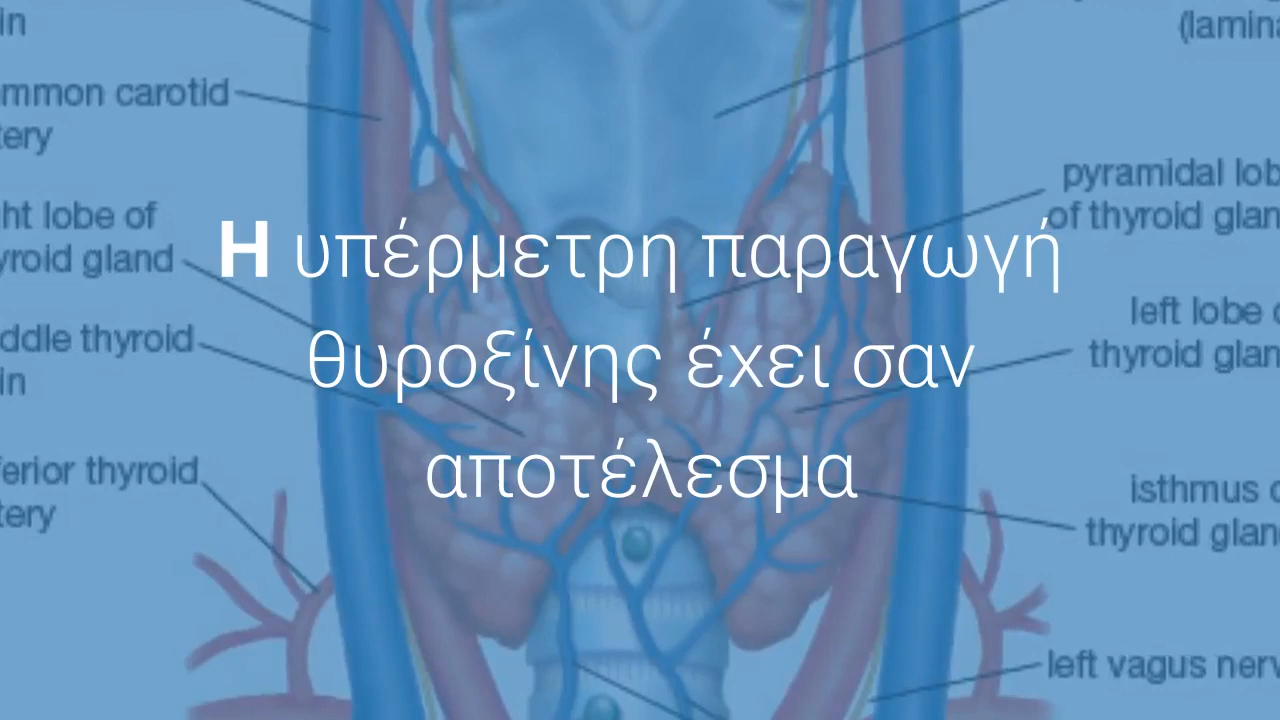 in
mmon carotid
tery
ht lobe of
yroid gland
ddle thyroid
in
ferior thyroid
tery
Η υπέρμετρη παραγωγή
θυροξίνης έχει σαν
αποτέλεσμα
(lamina
pyramidal lob
of thyroid glan
left lobe o
thyroid glan
isthmus o
thyroid glan
left vagus nerv